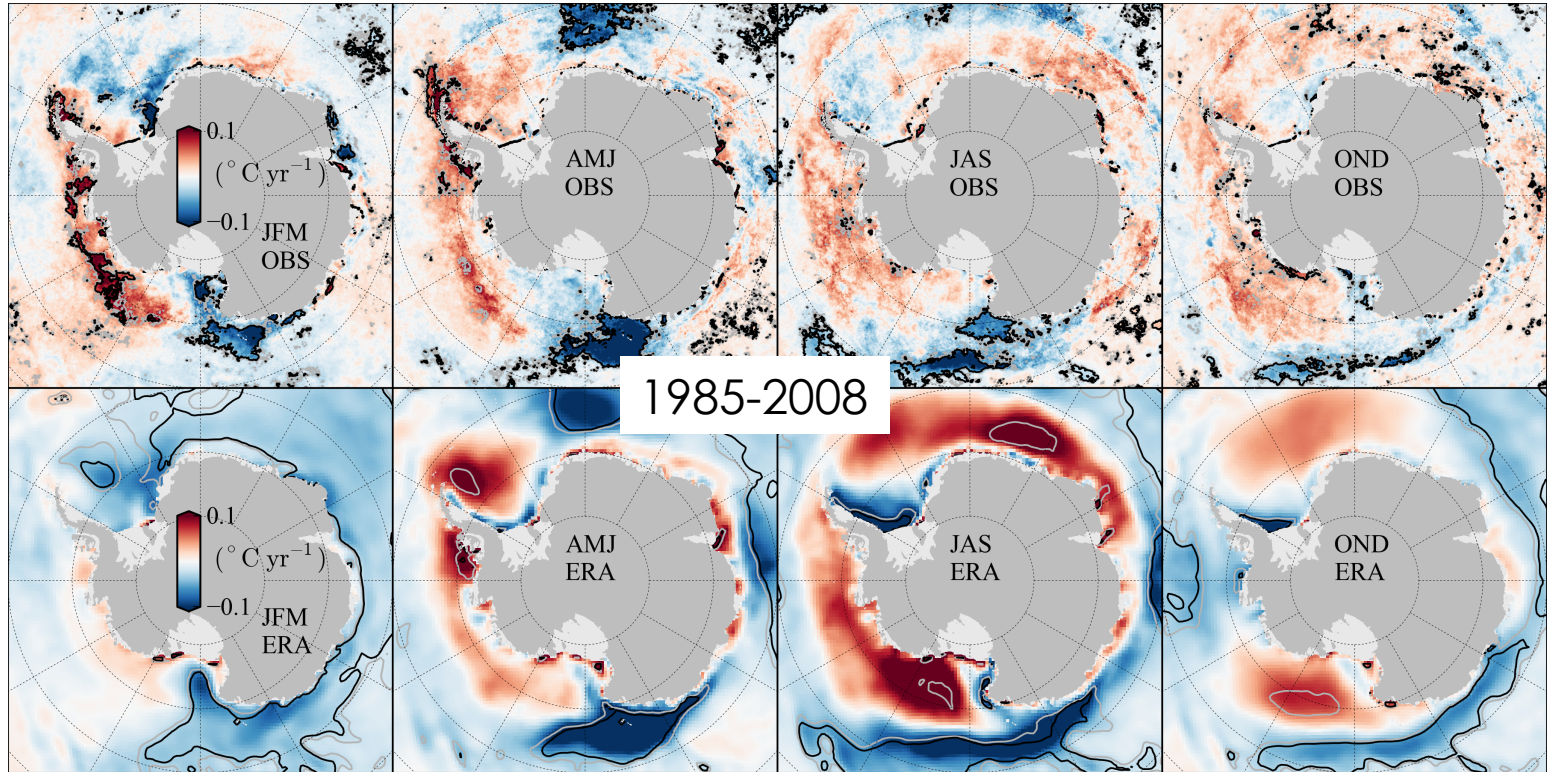 0.1
(° C yr⁻¹)
−0.1
JFM
OBS
AMJ
OBS
JAS
OBS
OND
OBS
1985-2008
0.1
(° C yr⁻¹)
−0.1
JFM
ERA
AMJ
ERA
JAS
ERA
OND
ERA